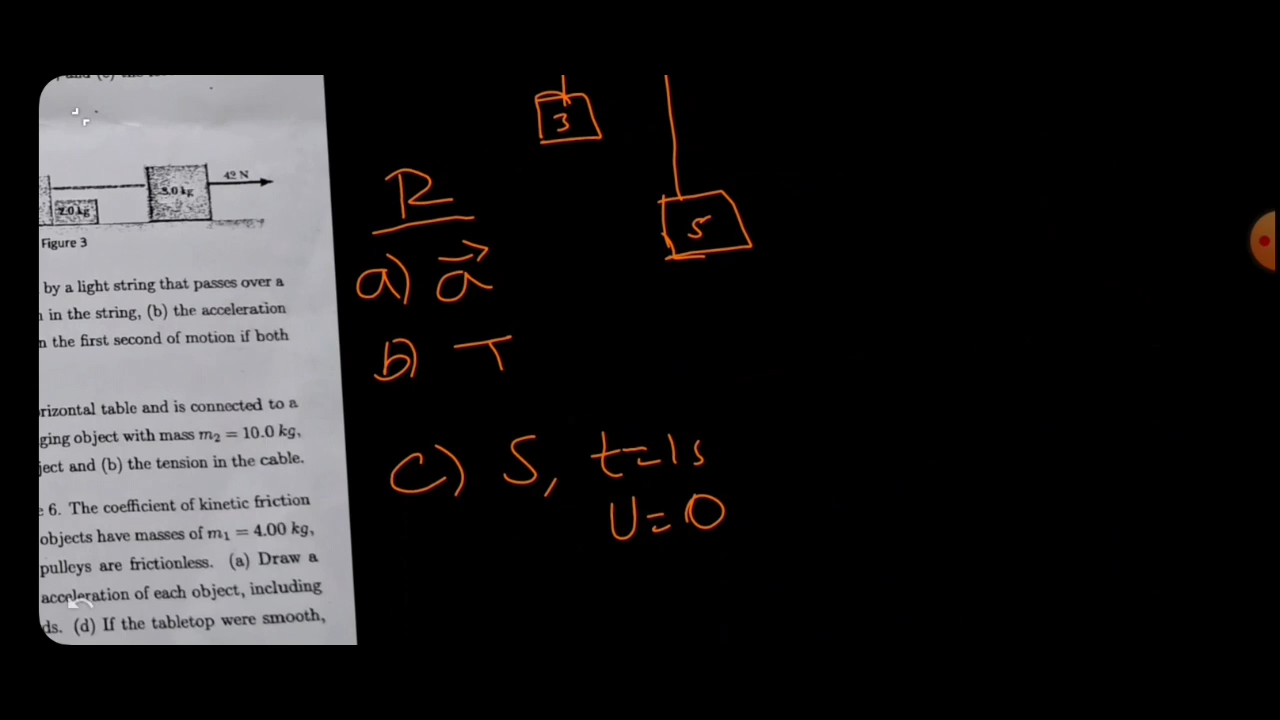 42 N
5.0 kg
2.0 kg
Figure 3
by a light string that passes over a
in the string, (b) the acceleration
the first second of motion if both
rizontal table and is connected to a
ging object with mass m₂ = 10.0 kg,
ject and (b) the tension in the cable.
6. The coefficient of kinetic friction
objects have masses of m₁ = 4.00 kg,
pulleys are frictionless. (a) Draw a
acceleration of each object, including
ds. (d) If the tabletop were smooth,
3
5
R
a) a⃗
b) T
c) S, t=1s
U=0